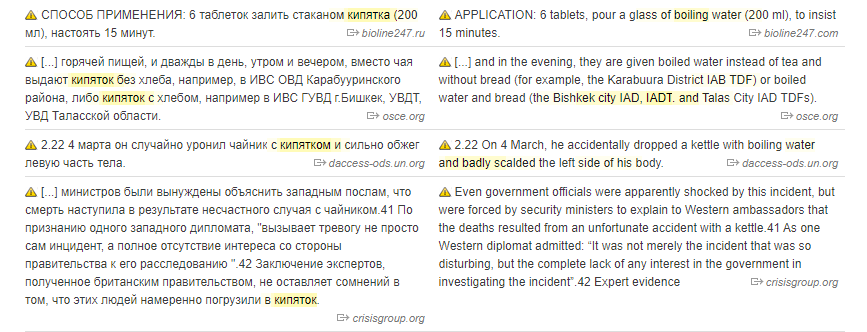 СПОСОБ ПРИМЕНЕНИЯ: 6 таблеток залить стаканом кипятка (200
мл), настоять 15 минут.
bioline247.ru
APPLICATION: 6 tablets, pour a glass of boiling water (200 ml), to insist
15 minutes.
bioline247.com
[...] горячей пищей, и дважды в день, утром и вечером, вместо чая
выдают кипяток без хлеба, например, в ИВС ОВД Карабууринского
района, либо кипяток с хлебом, например в ИВС ГУВД г.Бишкек, УВДТ,
УВД Таласской области.
osce.org
[...] and in the evening, they are given boiled water instead of tea and
without bread (for example, the Karabuura District IAB TDF) or boiled
water and bread (the Bishkek city IAD, IADT. and Talas City IAD TDFs).
osce.org
2.22 4 марта он случайно уронил чайник с кипятком и сильно обжег
левую часть тела.
daccess-ods.un.org
2.22 On 4 March, he accidentally dropped a kettle with boiling water
and badly scalded the left side of his body.
daccess-ods.un.org
[...] министров были вынуждены объяснить западным послам, что
смерть наступила в результате несчастного случая с чайником.41 По
признанию одного западного дипломата, "вызывает тревогу не просто
сам инцидент, а полное отсутствие интереса со стороны
правительства к его расследованию ".42 Заключение экспертов,
полученное британским правительством, не оставляет сомнений в
том, что этих людей намеренно погрузили в кипяток.
crisisgroup.org
Even government officials were apparently shocked by this incident, but
were forced by security ministers to explain to Western ambassadors that
the deaths resulted from an unfortunate accident with a kettle.41 As one
Western diplomat admitted: “It was not merely the incident that was so
disturbing, but the complete lack of any interest in the government in
investigating the incident”.42 Expert evidence
crisisgroup.org